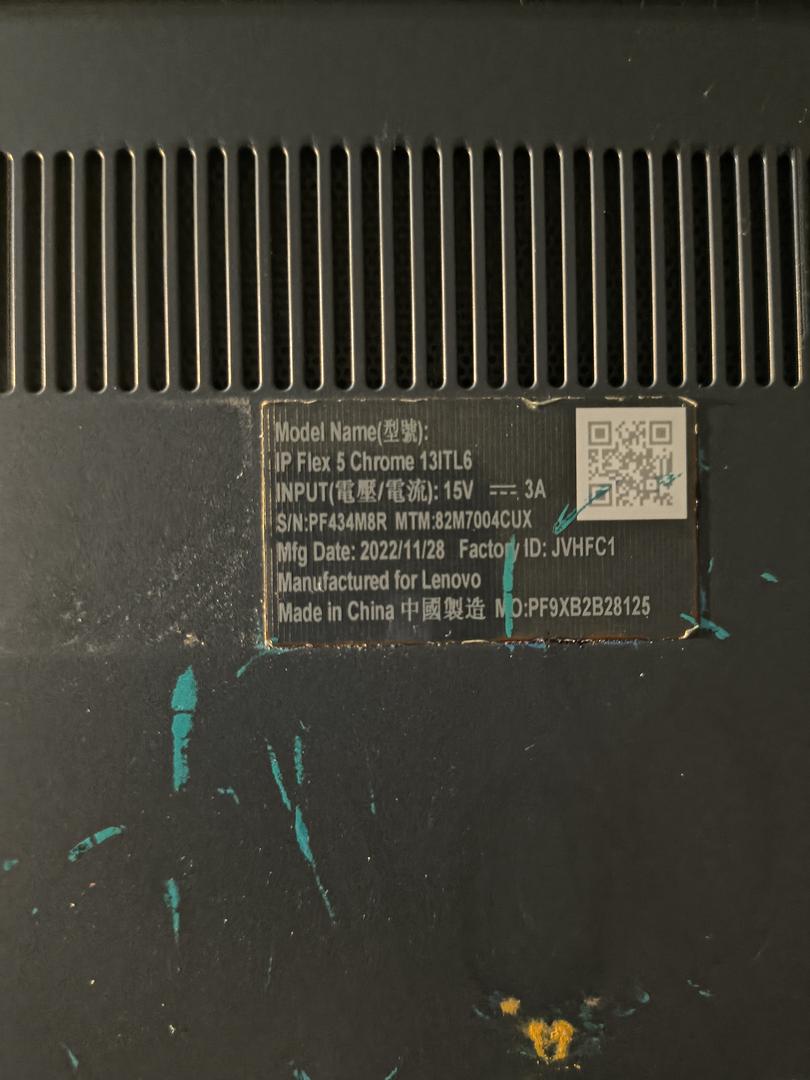 Model Name(型號):
IP Flex 5 Chrome 13ITL6
INPUT(電壓/電流): 15V ⎓ 3A
S/N:PF434M8R MTM:82M7004CUX
Mfg Date: 2022/11/28 Factory ID: JVHFC1
Manufactured for Lenovo
Made in China 中國製造 MO:PF9XB2B28125